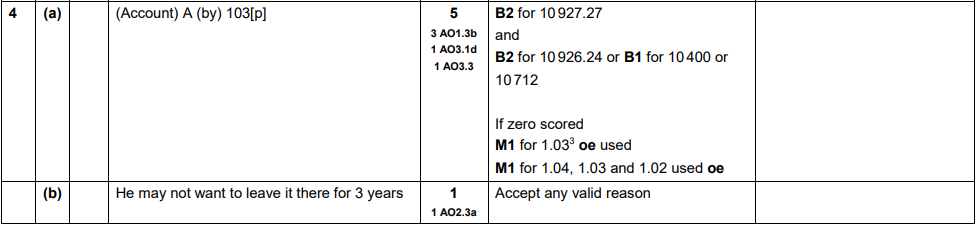 4 (a) (Account) A (by) 103[p] 5 B2 for 10 927.27
3 AO1.3b and
1 AO3.1d B2 for 10 926.24 or B1 for 10 400 or
1 AO3.3 10 712
If zero scored
M1 for 1.03³ oe used
M1 for 1.04, 1.03 and 1.02 used oe
(b) He may not want to leave it there for 3 years 1 Accept any valid reason
1 AO2.3a